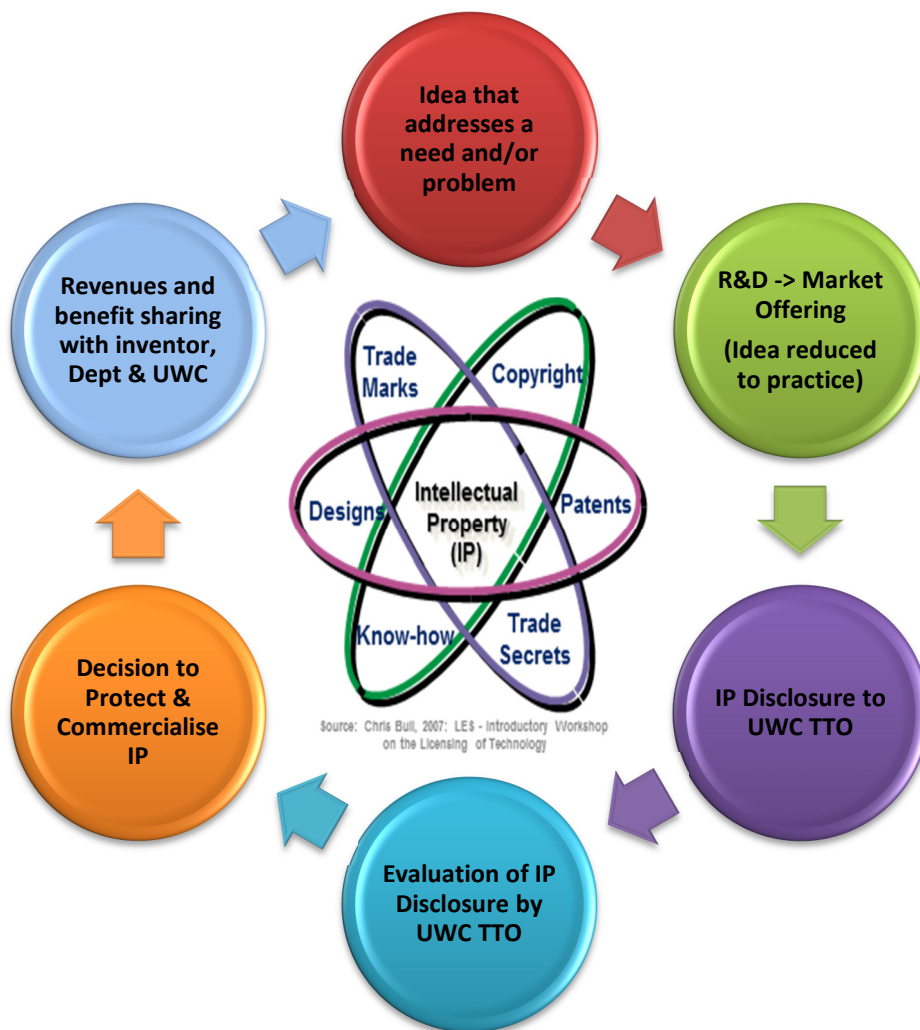 Idea that
addresses a
need and/or
problem
R&D -> Market
Offering
(Idea reduced
to practice)
IP Disclosure to
UWC TTO
Evaluation of IP
Disclosure by
UWC TTO
Decision to
Protect &
Commercialise
IP
Revenues and
benefit sharing
with inventor,
Dept & UWC
Trade
Marks
Copyright
Designs
Intellectual
Property
(IP)
Patents
Know-how
Trade
Secrets
Source: Chris Bull, 2007: LES - Introductory Workshop
on the Licensing of Technology